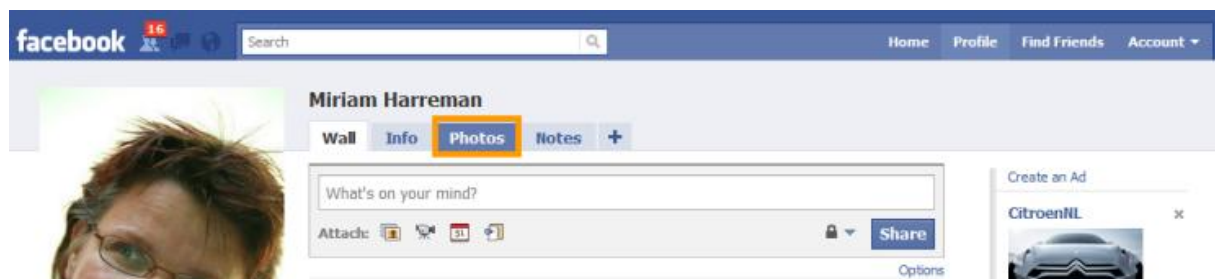 facebook 16 Search Home Profile Find Friends Account
Miriam Harreman
Wall Info Photos Notes +
What's on your mind?
Attach: 31 Share
Options
Create an Ad
CitroenNL x